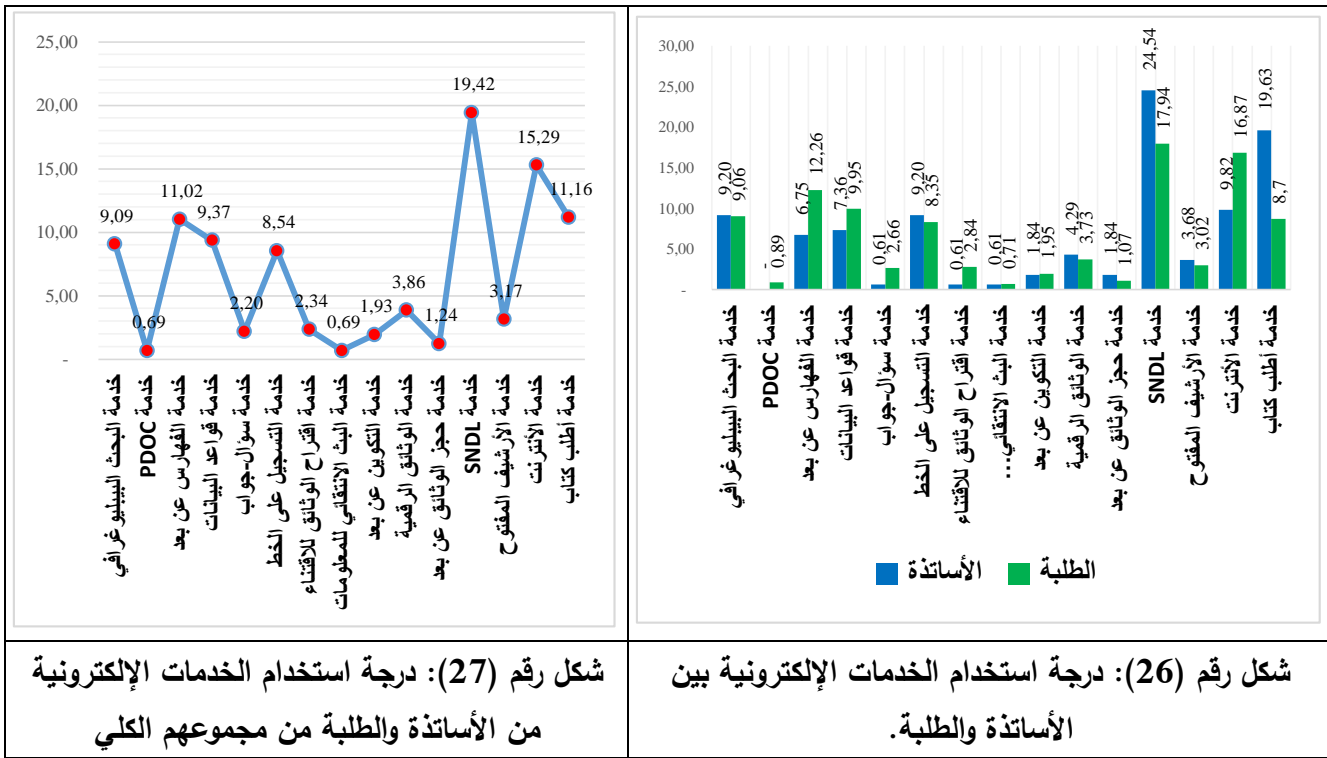 30,00
25,00
20,00
15,00
10,00
5,00
-
9,20
9,06
-
0,89
6,75
12,26
7,36
9,95
0,61
2,66
9,20
8,35
0,61
2,84
0,61
0,71
1,84
1,95
4,29
3,73
1,84
1,07
24,54
17,94
3,68
3,02
9,82
16,87
19,63
8,7
خدمة البحث البيبليوغرافي
خدمة PDOC
خدمة الفهارس عن بعد
خدمة قواعد البيانات
خدمة سؤال-جواب
خدمة التسجيل على الخط
خدمة اقتراح الوثائق للاقتناء
خدمة البث الانتقائي...
خدمة التكوين عن بعد
خدمة الوثائق الرقمية
خدمة حجز الوثائق عن بعد
خدمة SNDL
خدمة الأرشيف المفتوح
خدمة الأنترنت
خدمة أطلب كتاب
الأساتذة
الطلبة
شكل رقم (26): درجة استخدام الخدمات الإلكترونية بين
الأساتذة والطلبة.
25,00
20,00
15,00
10,00
5,00
-
9,09
0,69
11,02
9,37
2,20
8,54
2,34
0,69
1,93
3,86
1,24
19,42
3,17
15,29
11,16
خدمة البحث البيبليوغرافي
خدمة PDOC
خدمة الفهارس عن بعد
خدمة قواعد البيانات
خدمة سؤال-جواب
خدمة التسجيل على الخط
خدمة اقتراح الوثائق للاقتناء
خدمة البث الانتقائي للمعلومات
خدمة التكوين عن بعد
خدمة الوثائق الرقمية
خدمة حجز الوثائق عن بعد
خدمة SNDL
خدمة الأرشيف المفتوح
خدمة الأنترنت
خدمة أطلب كتاب
شكل رقم (27): درجة استخدام الخدمات الإلكترونية
من الأساتذة والطلبة من مجموعهم الكلي